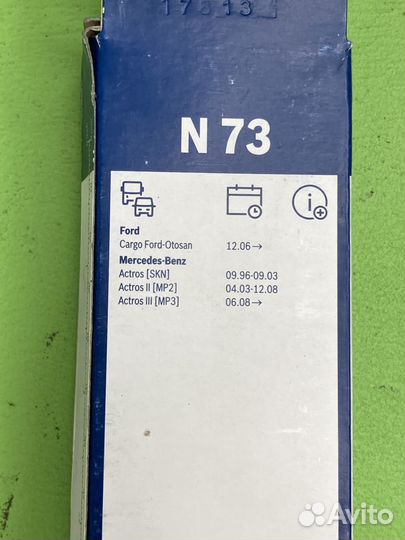 17513
N 73
Ford
Cargo Ford-Otosan 12.06→
Mercedes-Benz
Actros [SKN] 09.96-09.03
Actros II [MP2] 04.03-12.08
Actros III [MP3] 06.08→
Avito